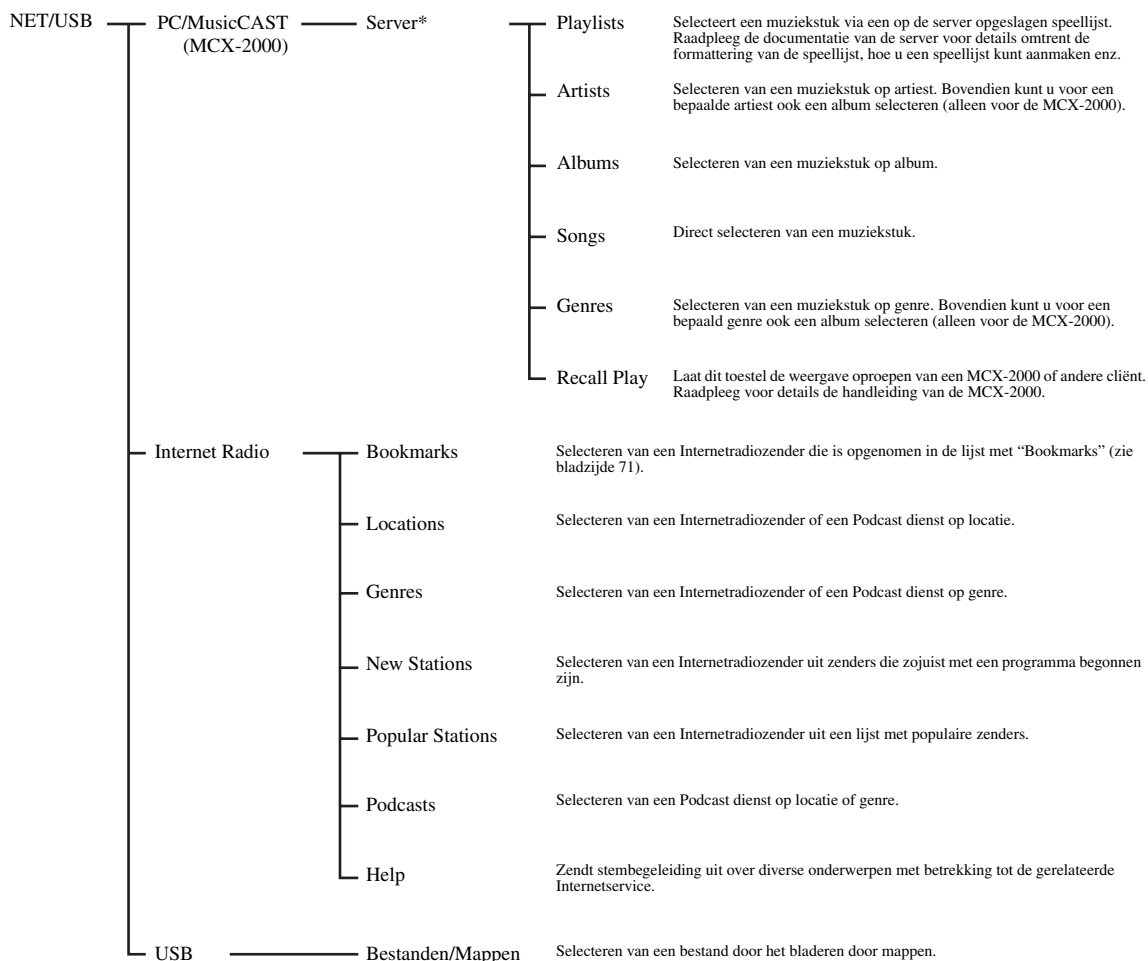 NET/USB
PC/MusicCAST
(MCX-2000)
Server*
Playlists
Selecteert een muziekstuk via een op de server opgeslagen speellijst.
Raadpleeg de documentatie van de server voor details omtrent de
formattering van de speellijst, hoe u een speellijst kunt aanmaken enz.
Artists
Selecteren van een muziekstuk op artiest. Bovendien kunt u voor een
bepaalde artiest ook een album selecteren (alleen voor de MCX-2000).
Albums
Selecteren van een muziekstuk op album.
Songs
Direct selecteren van een muziekstuk.
Genres
Selecteren van een muziekstuk op genre. Bovendien kunt u voor een
bepaald genre ook een album selecteren (alleen voor de MCX-2000).
Recall Play
Laat dit toestel de weergave oproepen van een MCX-2000 of andere cliënt.
Raadpleeg voor details de handleiding van de MCX-2000.
Internet Radio
Bookmarks
Selecteren van een Internetradiozender die is opgenomen in de lijst met “Bookmarks” (zie
bladzijde 71).
Locations
Selecteren van een Internetradiozender of een Podcast dienst op locatie.
Genres
Selecteren van een Internetradiozender of een Podcast dienst op genre.
New Stations
Selecteren van een Internetradiozender uit zenders die zojuist met een programma begonnen
zijn.
Popular Stations
Selecteren van een Internetradiozender uit een lijst met populaire zenders.
Podcasts
Selecteren van een Podcast dienst op locatie of genre.
Help
Zendt stembegeleiding uit over diverse onderwerpen met betrekking tot de gerelateerde
Internetservice.
USB
Bestanden/Mappen
Selecteren van een bestand door het bladeren door mappen.